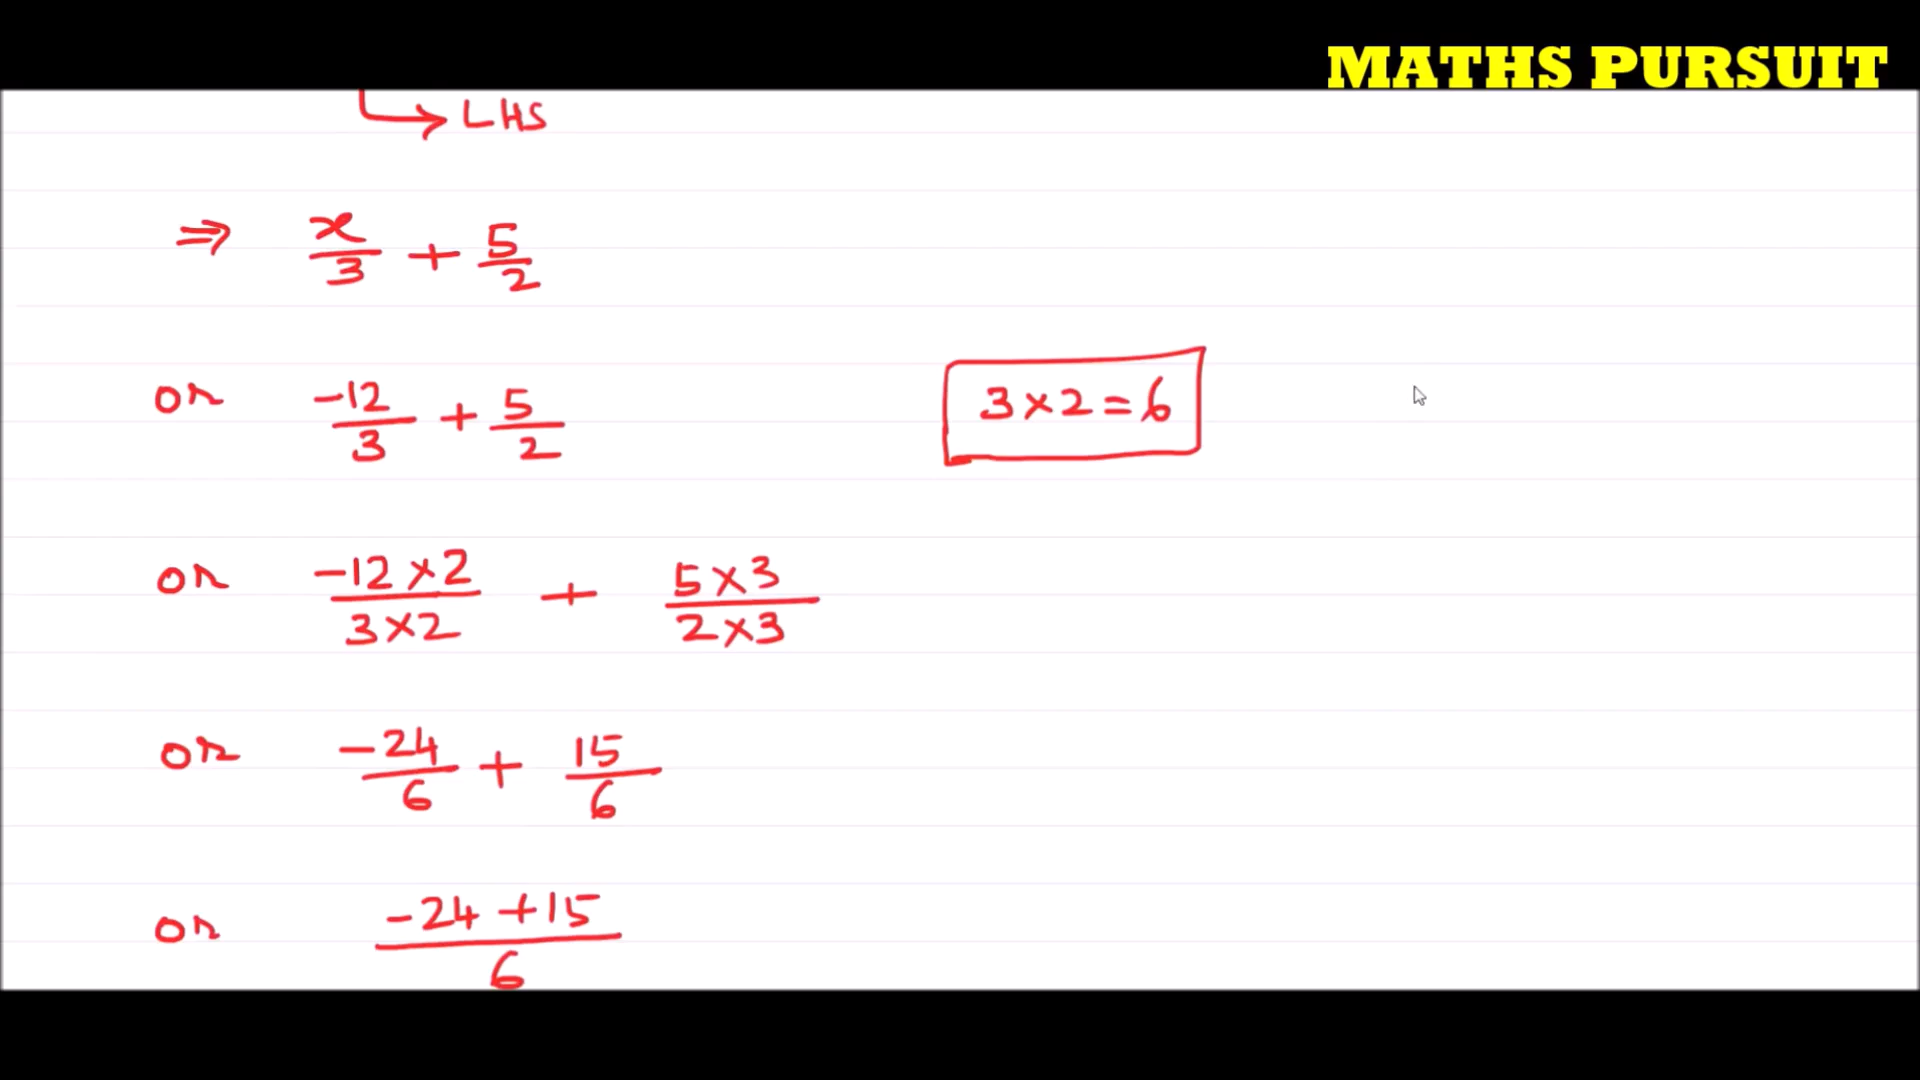 MATHS PURSUIT
LHS
⇒ x/3 + 5/2
or -12/3 + 5/2
3×2=6
or -12×2/3×2 + 5×3/2×3
or -24/6 + 15/6
or -24+15/6